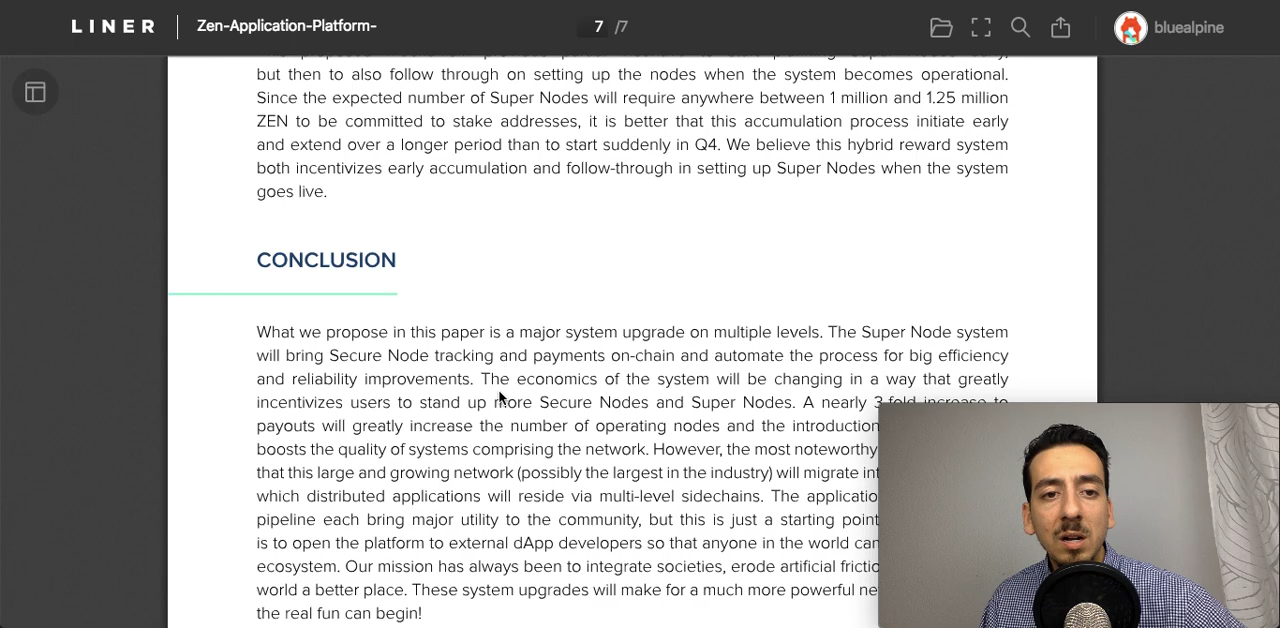 LINER
Zen-Application-Platform-
7 /7
bluealpine
but then to also follow through on setting up the nodes when the system becomes operational.
Since the expected number of Super Nodes will require anywhere between 1 million and 1.25 million
ZEN to be committed to stake addresses, it is better that this accumulation process initiate early
and extend over a longer period than to start suddenly in Q4. We believe this hybrid reward system
both incentivizes early accumulation and follow-through in setting up Super Nodes when the system
goes live.
CONCLUSION
What we propose in this paper is a major system upgrade on multiple levels. The Super Node system
will bring Secure Node tracking and payments on-chain and automate the process for big efficiency
and reliability improvements. The economics of the system will be changing in a way that greatly
incentivizes users to stand up more Secure Nodes and Super Nodes. A nearly 3-fold increase to
payouts will greatly increase the number of operating nodes and the introduction
boosts the quality of systems comprising the network. However, the most noteworthy
that this large and growing network (possibly the largest in the industry) will migrate
which distributed applications will reside via multi-level sidechains. The
pipeline each bring major utility to the community, but this is just a starting point
is to open the platform to external dApp developers so that anyone in the world can
ecosystem. Our mission has always been to integrate societies, erode artificial
world a better place. These system upgrades will make for a much more powerful
the real fun can begin!